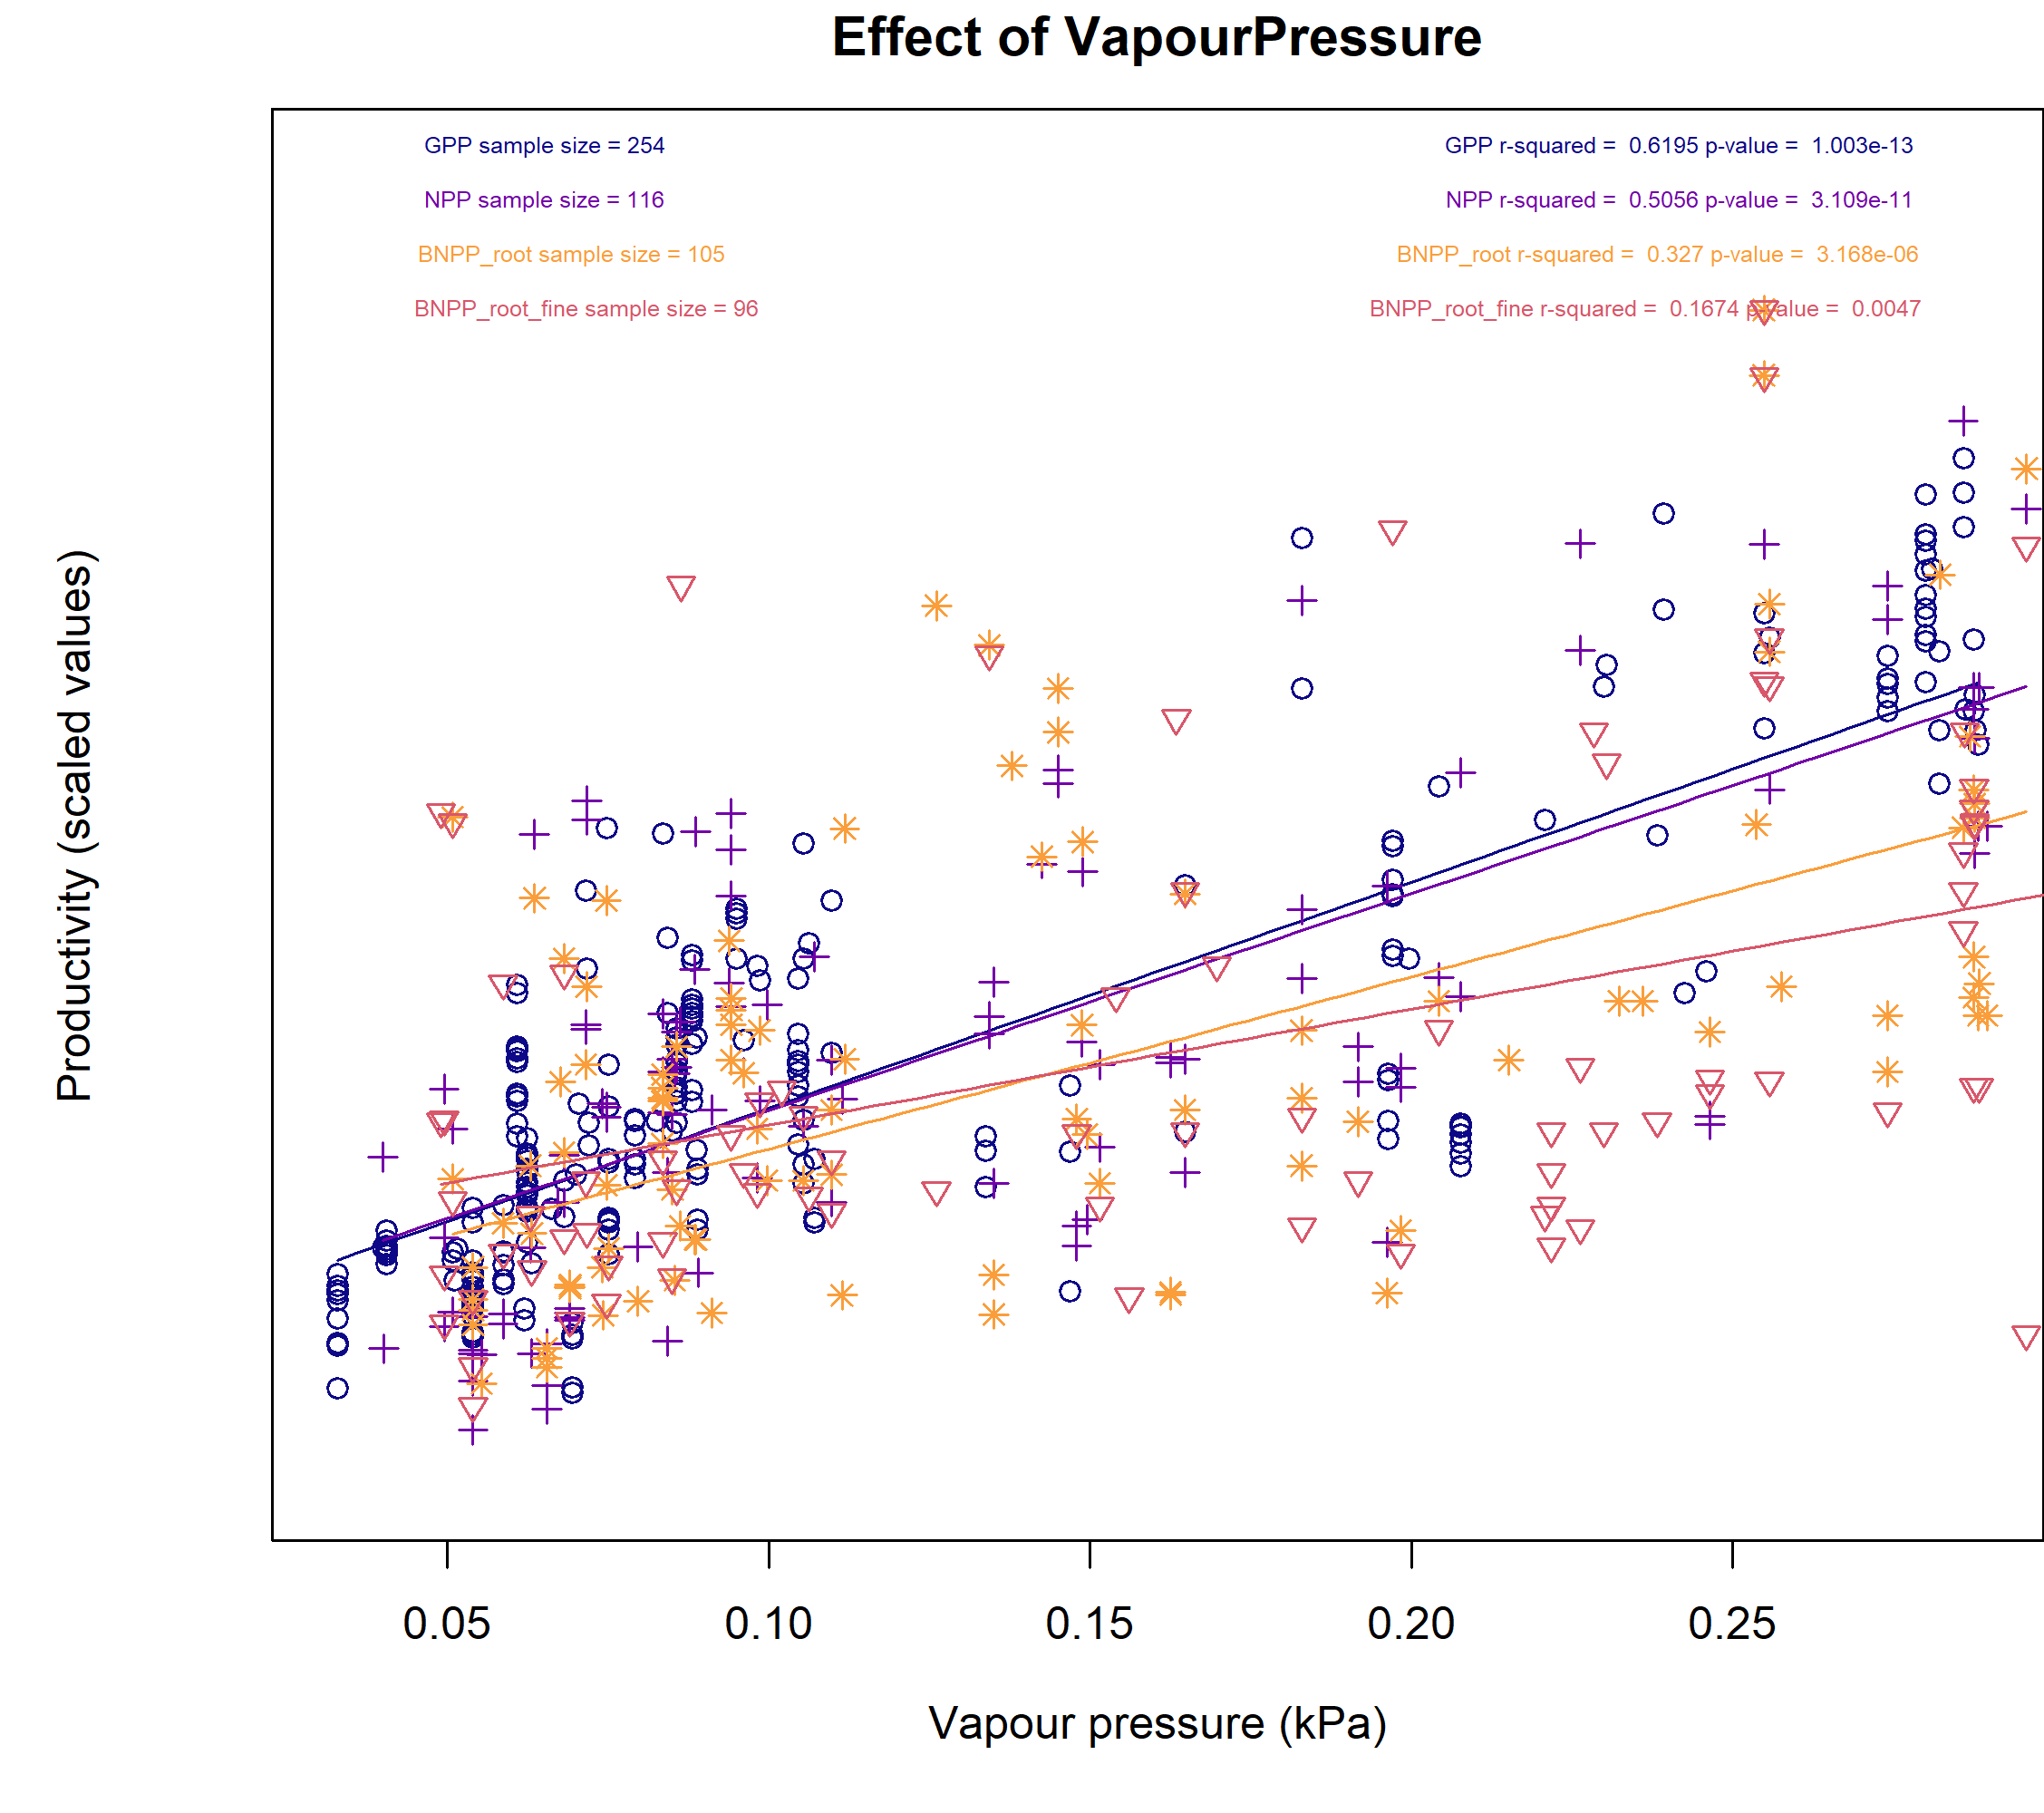 Effect of VapourPressure
GPP sample size = 254
GPP r-squared = 0.6195 p-value = 1.003e-13
NPP sample size = 116
NPP r-squared = 0.5056 p-value = 3.109e-11
BNPP_root sample size = 105
BNPP_root r-squared = 0.327 p-value = 3.168e-06
BNPP_root_fine sample size = 96
BNPP_root_fine r-squared = 0.1674 p-value = 0.0047
Productivity (scaled values)
0.05 0.10 0.15 0.20 0.25
Vapour pressure (kPa)